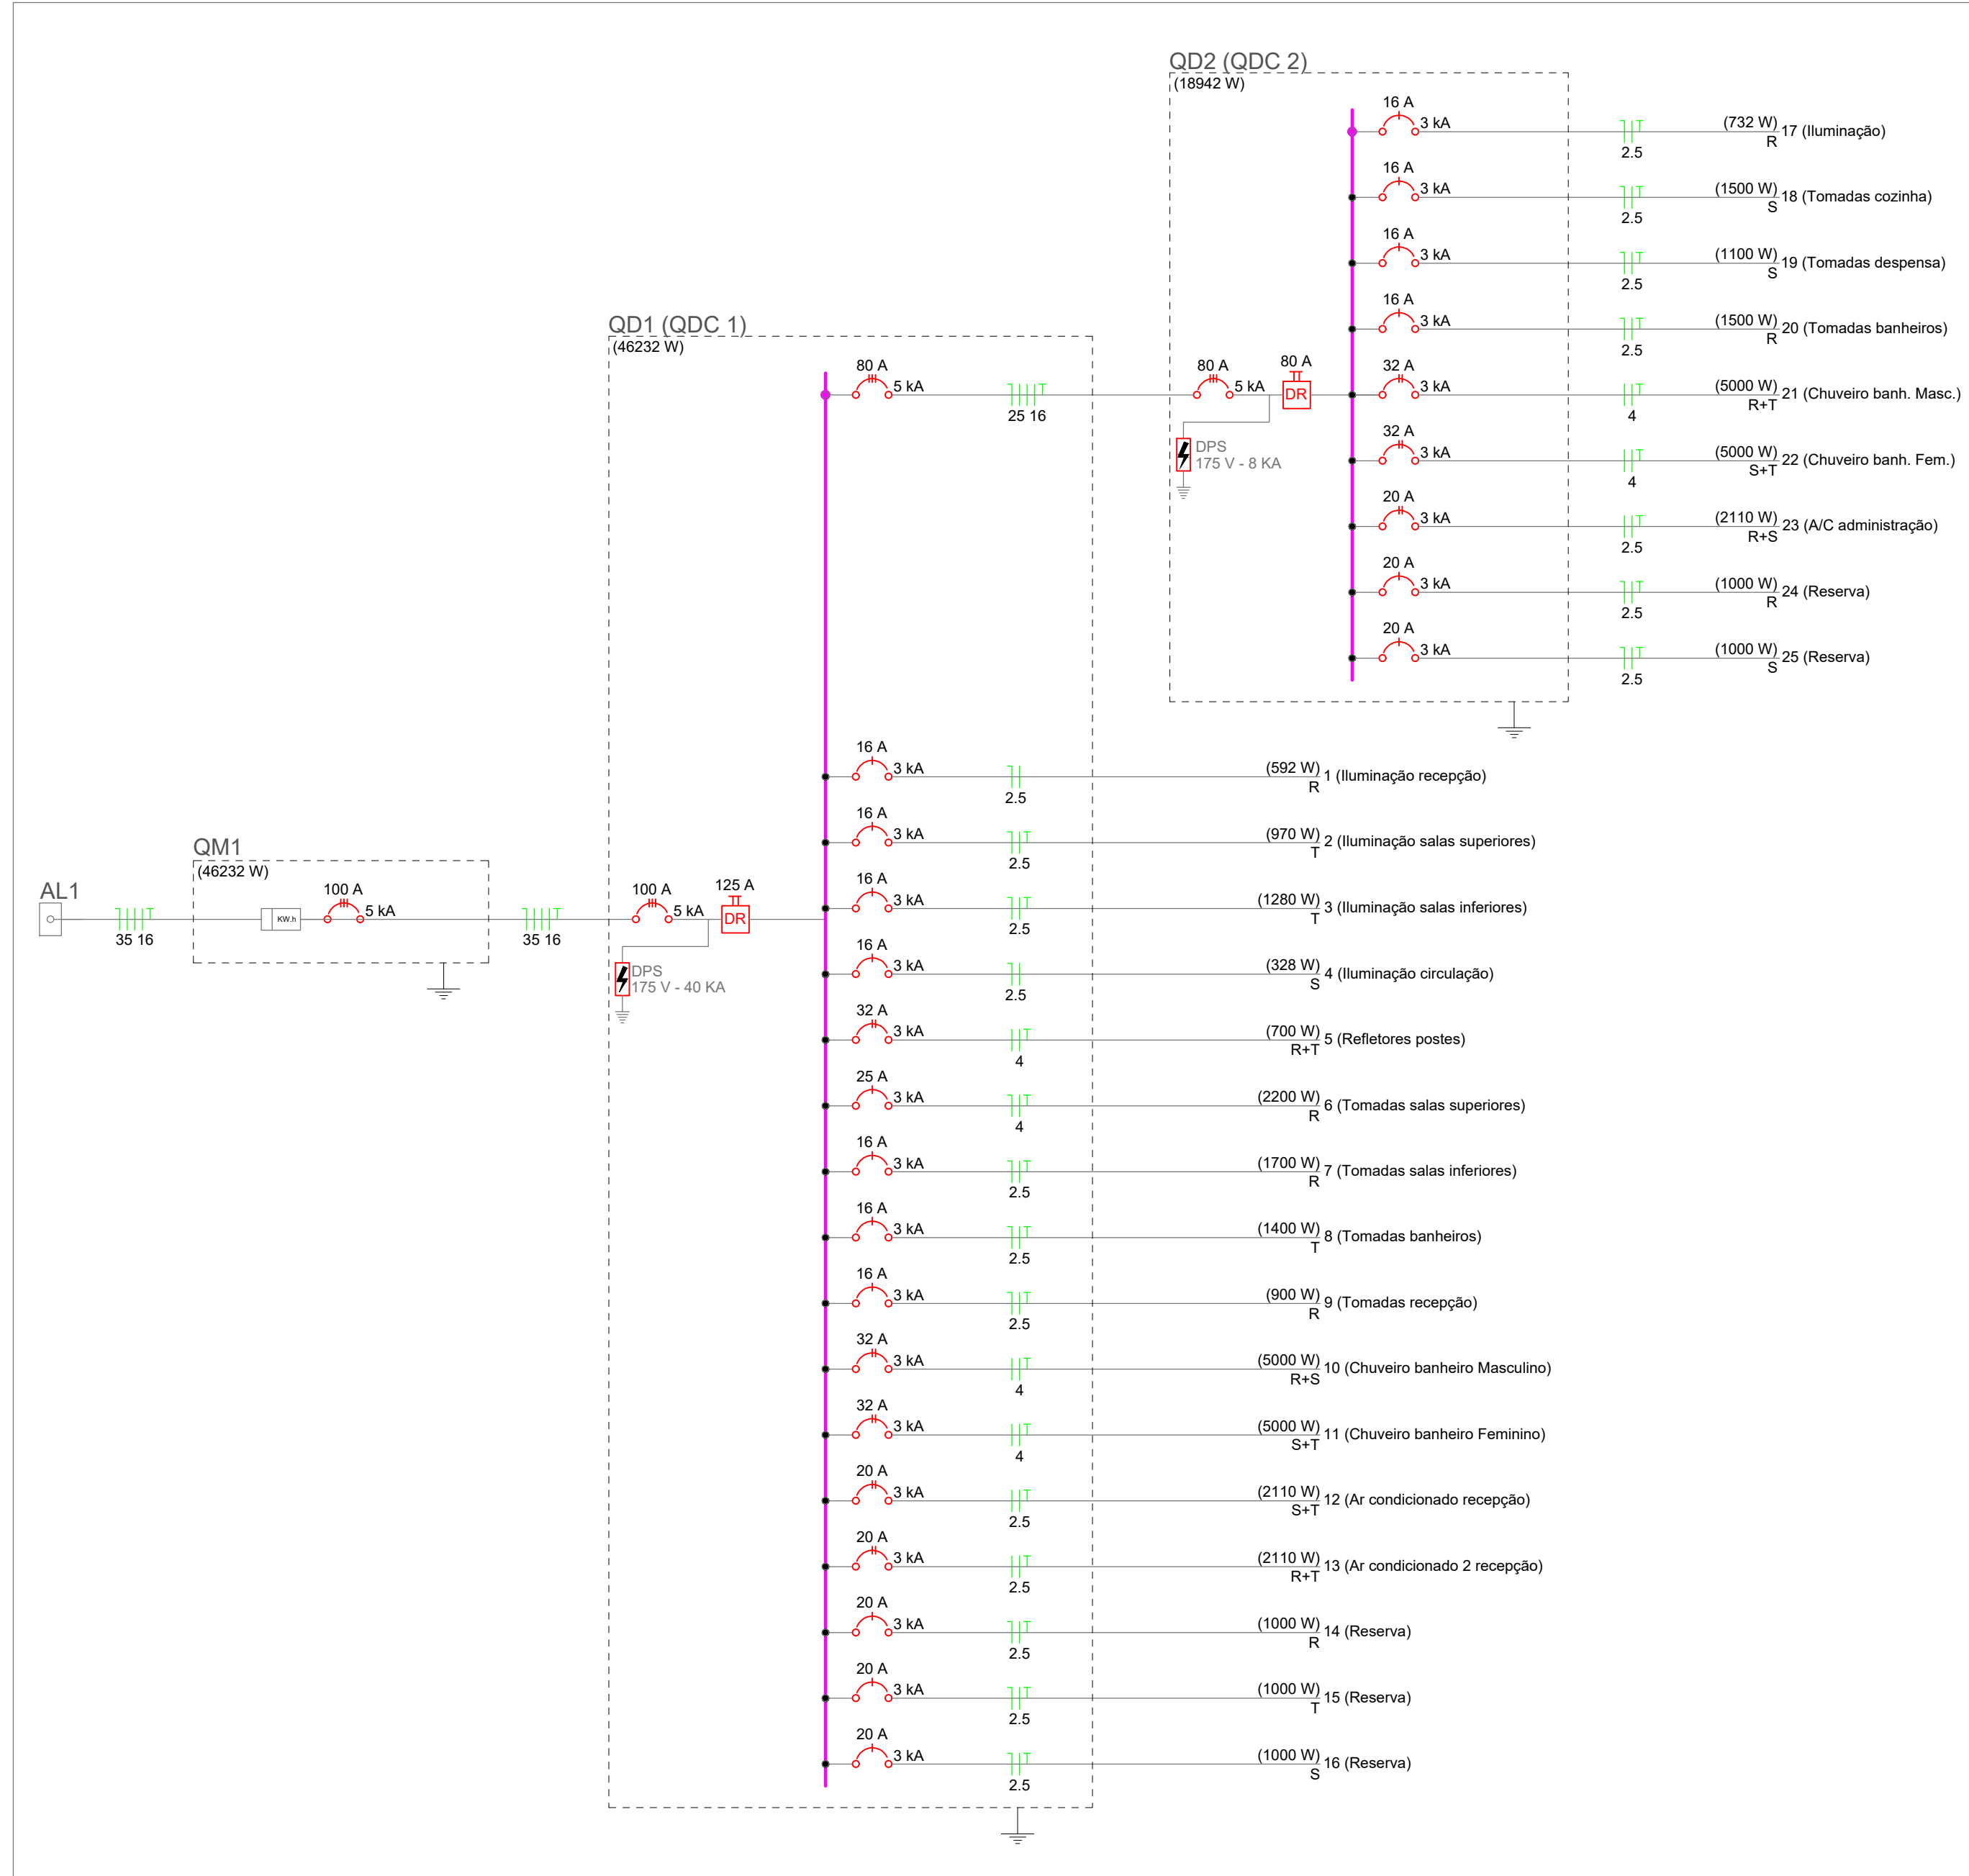 QD2 (QDC 2)
(18942 W)
16 A
3 kA
2.5
(732 W)
R
17 (Iluminação)
16 A
3 kA
2.5
(1500 W)
S
18 (Tomadas cozinha)
16 A
3 kA
2.5
(1100 W)
S
19 (Tomadas despensa)
16 A
3 kA
2.5
(1500 W)
R
20 (Tomadas banheiros)
80 A
5 kA
80 A
DR
DPS
175 V - 8 KA
32 A
3 kA
4
(5000 W)
R+T
21 (Chuveiro banh. Masc.)
32 A
3 kA
4
(5000 W)
S+T
22 (Chuveiro banh. Fem.)
20 A
3 kA
2.5
(2110 W)
R+S
23 (A/C administração)
20 A
3 kA
2.5
(1000 W)
R
24 (Reserva)
20 A
3 kA
2.5
(1000 W)
S
25 (Reserva)
QD1 (QDC 1)
(46232 W)
80 A
5 kA
25 16
16 A
3 kA
2.5
(592 W)
R
1 (Iluminação recepção)
16 A
3 kA
2.5
(970 W)
T
2 (Iluminação salas superiores)
AL1
35 16
QM1
(46232 W)
KW.h
100 A
5 kA
35 16
100 A
5 kA
125 A
DR
DPS
175 V - 40 KA
16 A
3 kA
2.5
(1280 W)
T
3 (Iluminação salas inferiores)
16 A
3 kA
2.5
(328 W)
S
4 (Iluminação circulação)
32 A
3 kA
4
(700 W)
R+T
5 (Refletores postes)
25 A
3 kA
4
(2200 W)
R
6 (Tomadas salas superiores)
16 A
3 kA
2.5
(1700 W)
R
7 (Tomadas salas inferiores)
16 A
3 kA
2.5
(1400 W)
T
8 (Tomadas banheiros)
16 A
3 kA
2.5
(900 W)
R
9 (Tomadas recepção)
32 A
3 kA
4
(5000 W)
R+S
10 (Chuveiro banheiro Masculino)
32 A
3 kA
4
(5000 W)
S+T
11 (Chuveiro banheiro Feminino)
20 A
3 kA
2.5
(2110 W)
S+T
12 (Ar condicionado recepção)
20 A
3 kA
2.5
(2110 W)
R+T
13 (Ar condicionado 2 recepção)
20 A
3 kA
2.5
(1000 W)
R
14 (Reserva)
20 A
3 kA
2.5
(1000 W)
T
15 (Reserva)
20 A
3 kA
2.5
(1000 W)
S
16 (Reserva)